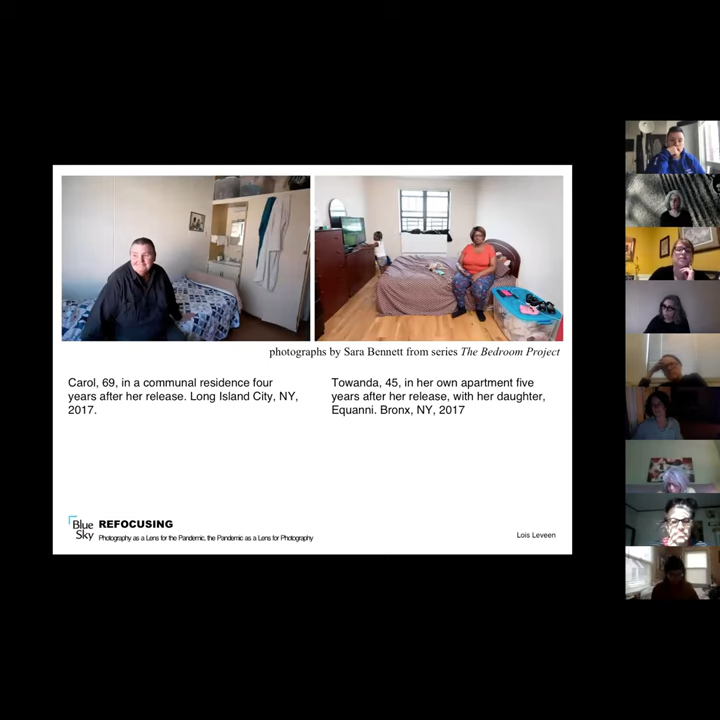 photographs by Sara Bennett from series The Bedroom Project
Carol, 69, in a communal residence four
years after her release. Long Island City, NY,
2017.
Towanda, 45, in her own apartment five
years after her release, with her daughter,
Equanni. Bronx, NY, 2017
Blue
Sky
REFOCUSING
Photography as a Lens for the Pandemic, the Pandemic as a Lens for Photography
Lois Leveen